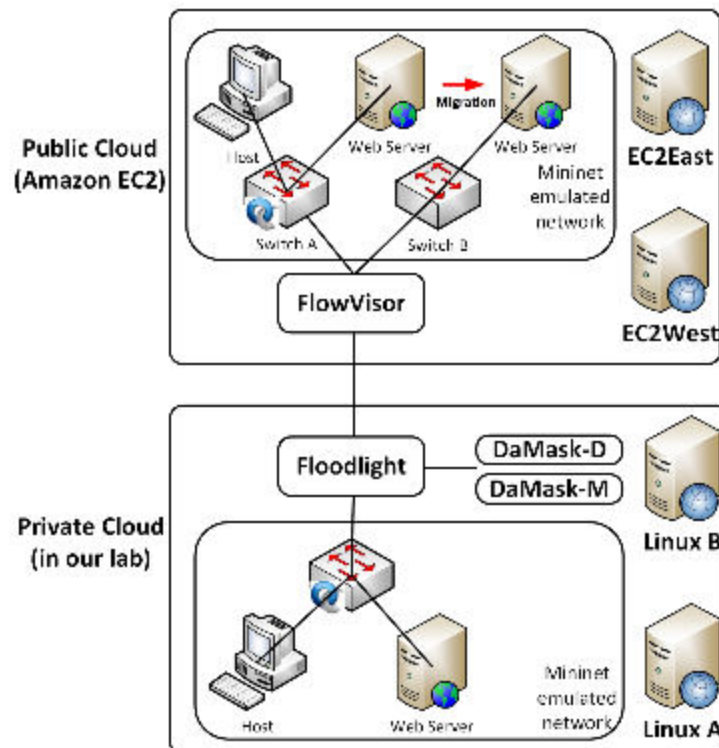 Public Cloud
(Amazon EC2)
Host
Web Server
Migration
Web Server
Switch A
Switch B
Mininet
emulated
network
EC2East
EC2West
FlowVisor
Floodlight
DaMask-D
DaMask-M
Private Cloud
(in our lab)
Host
Web Server
Mininet
emulated
network
Linux B
Linux A